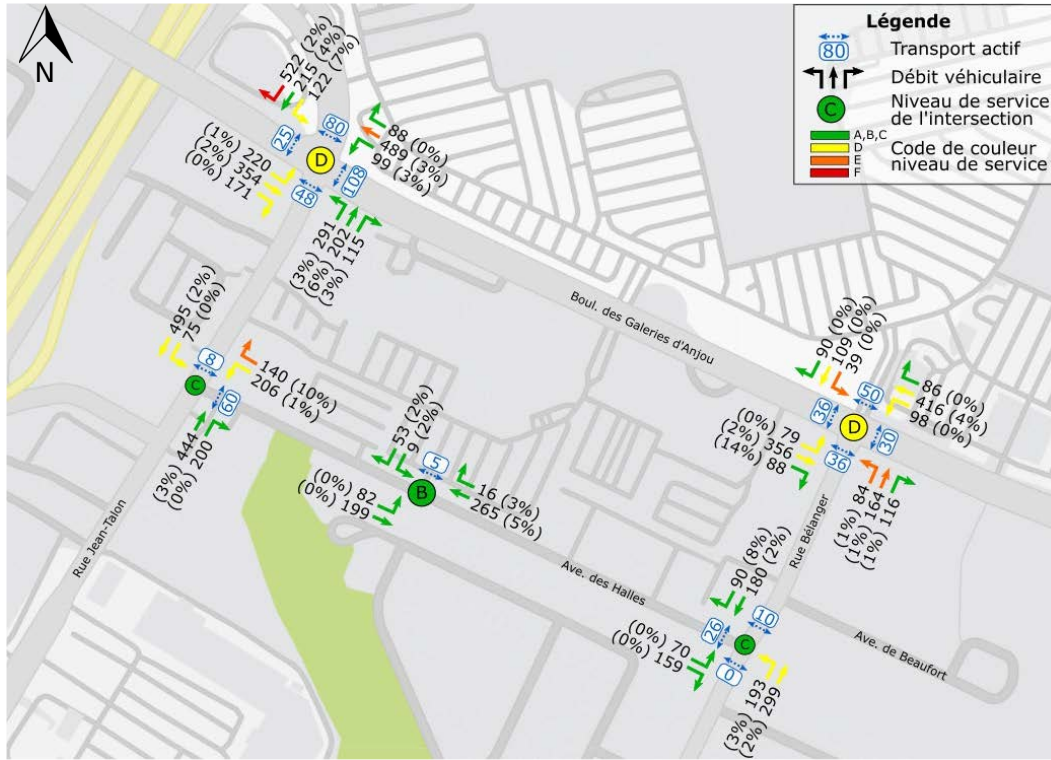 Légende
80 Transport actif
Débit véhiculaire
C Niveau de service
de l'intersection
A,B,C
D
E
F
Code de couleur
niveau de service
N
522 (2%)
215 (4%)
122 (7%)
25
80
D
88 (0%)
489 (3%)
99 (3%)
(1%) 220
(2%) 354
(0%) 171
48
108
(3%) 291
(6%) 202
(3%) 115
495 (2%)
75 (0%)
8
C
60
140 (10%)
206 (1%)
(3%) 444
(0%) 200
Boul. des Galeries d'Anjou
53 (2%)
9 (2%)
5
B
16 (3%)
265 (5%)
(0%) 82
(0%) 199
90 (0%)
109 (0%)
39 (0%)
36
50
D
86 (0%)
416 (4%)
98 (0%)
(0%) 79
(2%) 356
(14%) 88
36
30
(1%) 84
(1%) 164
(1%) 116
Rue Jean-Talon
Rue Bélanger
Ave. des Halles
Ave. de Beaufort
90 (8%)
180 (2%)
26
10
C
(0%) 70
(0%) 159
0
(3%) 193
(2%) 299